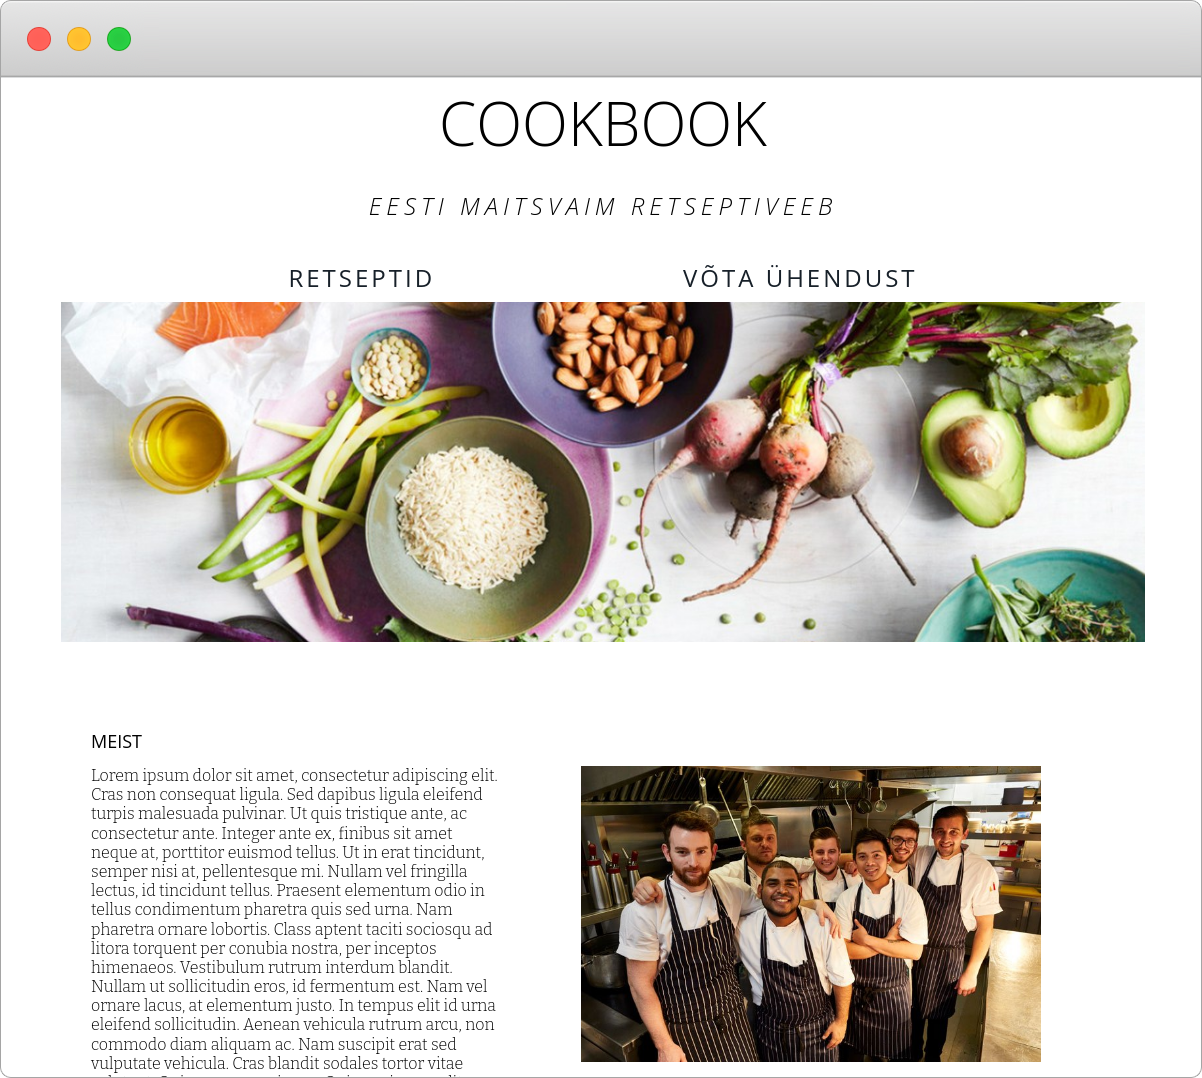 COOKBOOK
EESTI MAITSVAIM RETSEPTIVEEB
RETSEPTID
VÕTA ÜHENDUST
MEIST
Lorem ipsum dolor sit amet, consectetur adipiscing elit.
Cras non consequat ligula. Sed dapibus ligula eleifend
turpis malesuada pulvinar. Ut quis tristique ante, ac
consectetur ante. Integer ante ex, finibus sit amet
neque at, porttitor euismod tellus. Ut in erat tincidunt,
semper nisi at, pellentesque mi. Nullam vel fringilla
lectus, id tincidunt tellus. Praesent elementum odio in
tellus condimentum pharetra quis sed urna. Nam
pharetra ornare lobortis. Class aptent taciti sociosqu ad
litora torquent per conubia nostra, per inceptos
himenaeos. Vestibulum rutrum interdum blandit.
Nullam ut sollicitudin eros, id fermentum est. Nam vel
ornare lacus, at elementum justo. In tempus elit id urna
eleifend sollicitudin. Aenean vehicula rutrum arcu, non
commodo diam aliquam ac. Nam suscipit erat sed
vulputate vehicula. Cras blandit sodales tortor vitae